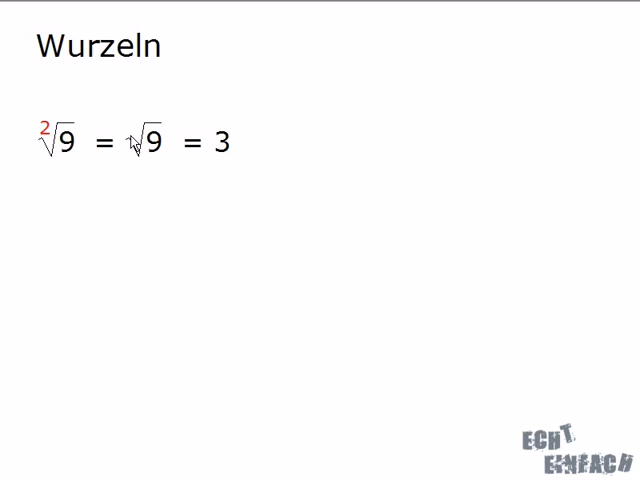 Wurzeln
²√9 = √9 = 3
ECHT
EINFACH